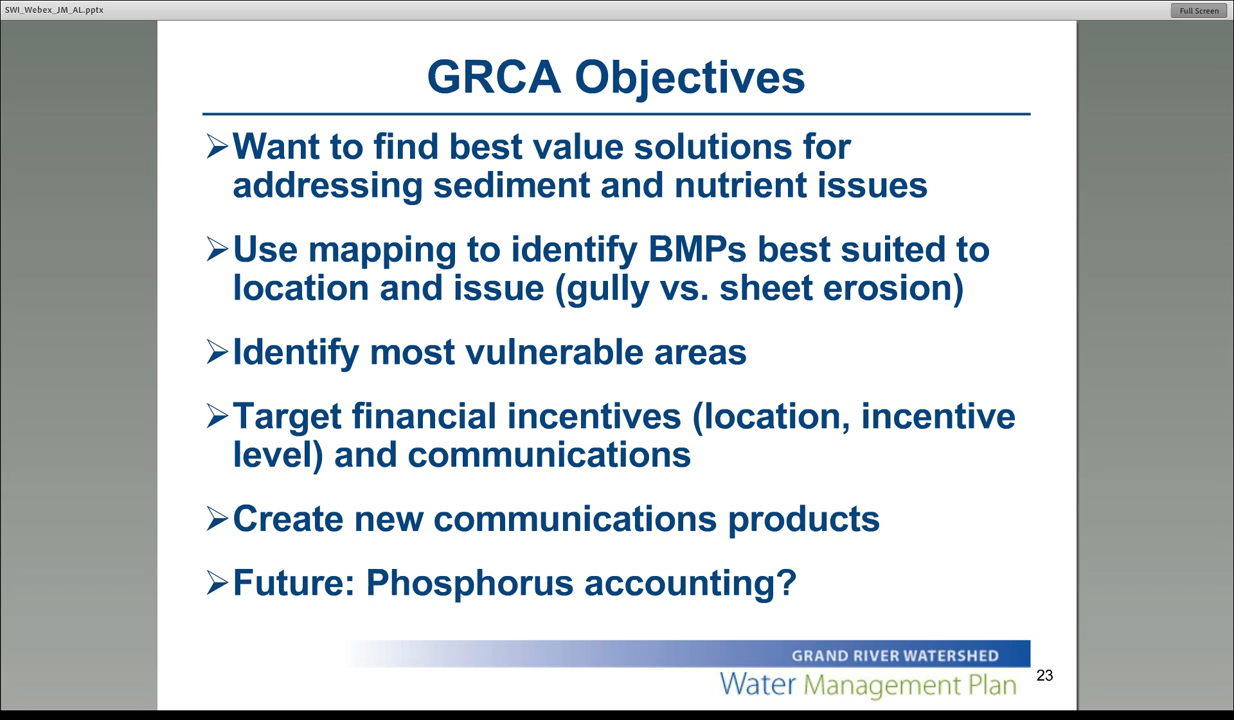 SWI_Webex_JM_AL.pptx
Full Screen
GRCA Objectives
➢Want to find best value solutions for
addressing sediment and nutrient issues
➢Use mapping to identify BMPs best suited to
location and issue (gully vs. sheet erosion)
➢Identify most vulnerable areas
➢Target financial incentives (location, incentive
level) and communications
➢Create new communications products
➢Future: Phosphorus accounting?
GRAND RIVER WATERSHED
Water Management Plan
23